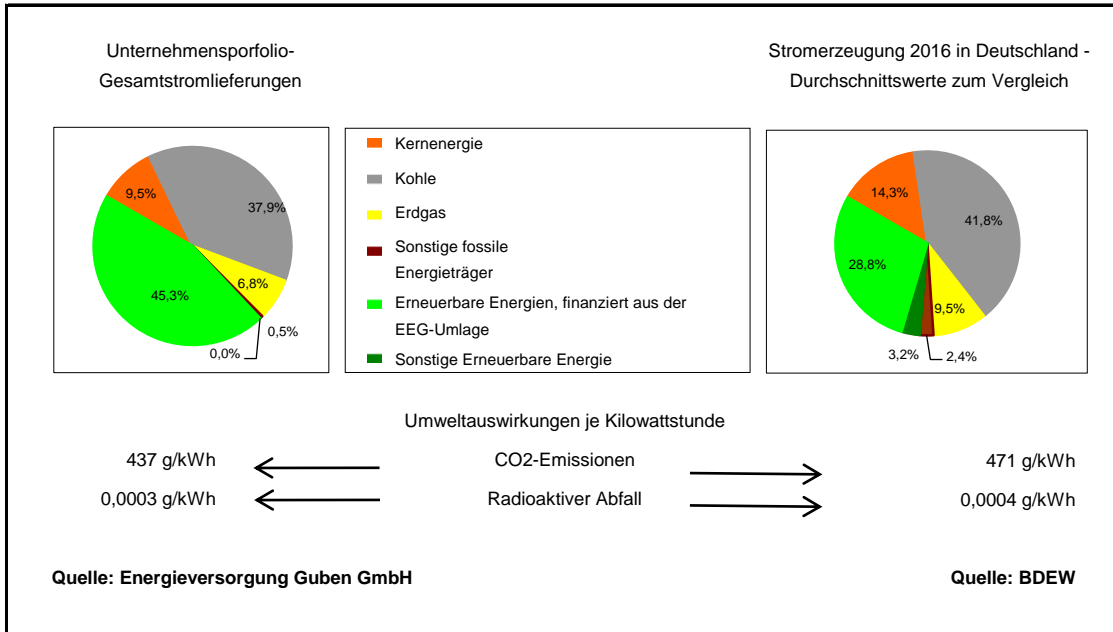 Unternehmensporfolio-
Gesamtstromlieferungen
Stromerzeugung 2016 in Deutschland -
Durchschnittswerte zum Vergleich
9,5%
37,9%
6,8%
0,5%
0,0%
45,3%
Kernenergie
Kohle
Erdgas
Sonstige fossile
Energieträger
Erneuerbare Energien, finanziert aus der
EEG-Umlage
Sonstige Erneuerbare Energie
14,3%
41,8%
9,5%
2,4%
3,2%
28,8%
Umweltauswirkungen je Kilowattstunde
437 g/kWh
CO2-Emissionen
471 g/kWh
0,0003 g/kWh
Radioaktiver Abfall
0,0004 g/kWh
Quelle: Energieversorgung Guben GmbH
Quelle: BDEW